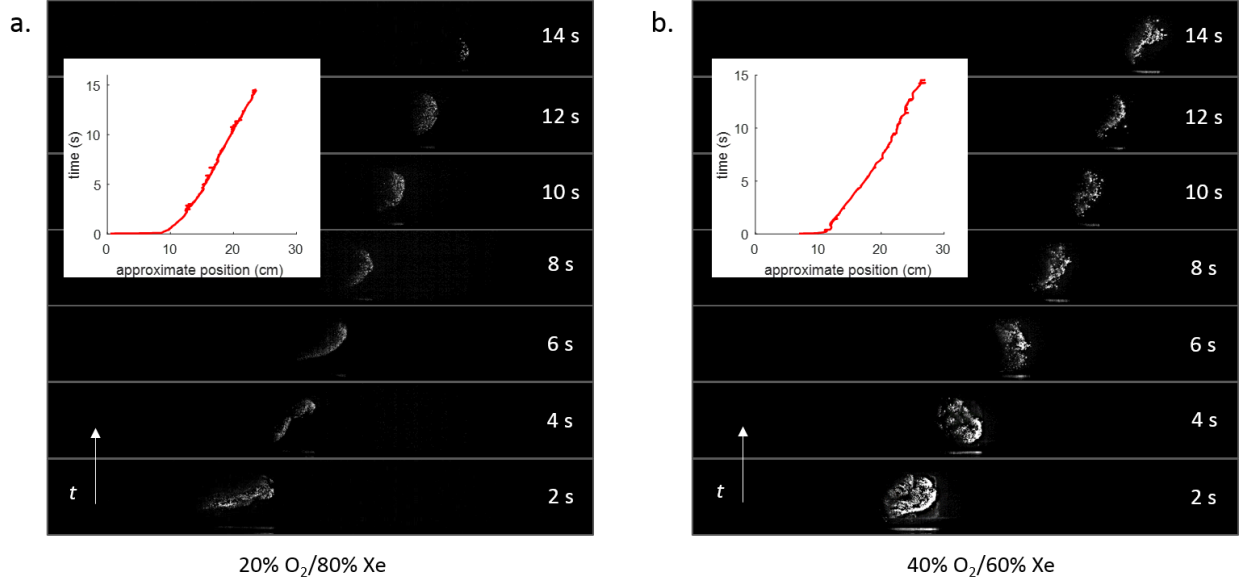 a.
14 s
12 s
10 s
8 s
6 s
4 s
2 s
t
15
10
5
0
time (s)
0
10
20
30
approximate position (cm)
20% O₂/80% Xe
b.
14 s
12 s
10 s
8 s
6 s
4 s
2 s
t
15
10
5
0
time (s)
0
10
20
30
approximate position (cm)
40% O₂/60% Xe